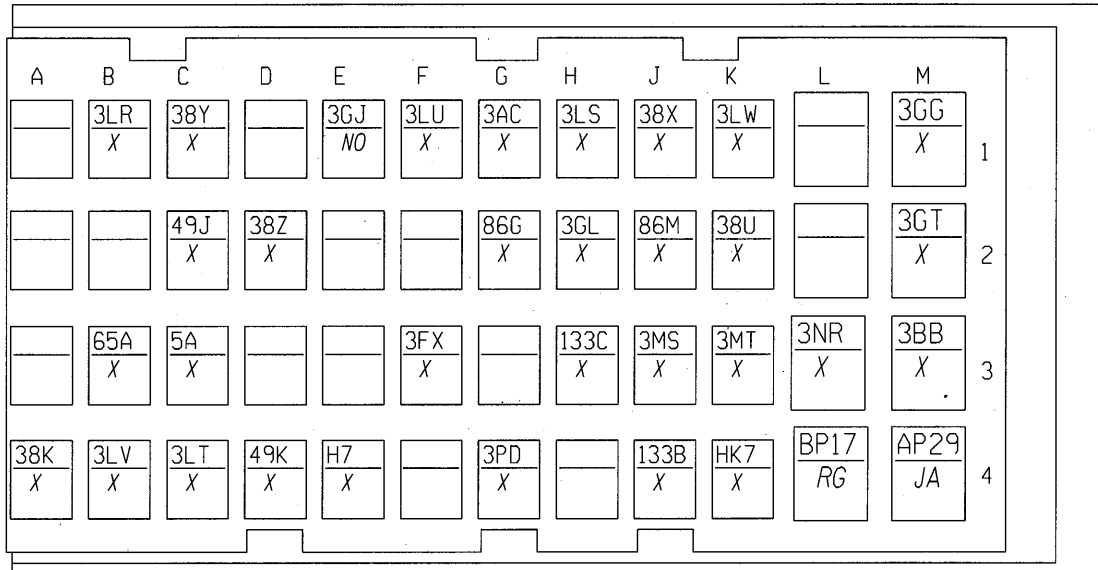 A B C D E F G H J K L M
3LR 38Y 3GJ 3LU 3AC 3LS 38X 3LW 3GG
X X NO X X X X X X 1
49J 38Z 86G 3GL 86M 38U 3GT
X X X X X X X 2
65A 5A 3FX 133C 3MS 3MT 3NR 3BB
X X X X X X X X 3
38K 3LV 3LT 49K H7 3PD 133B HK7 BP17 AP29
X X X X X X X X RG JA 4